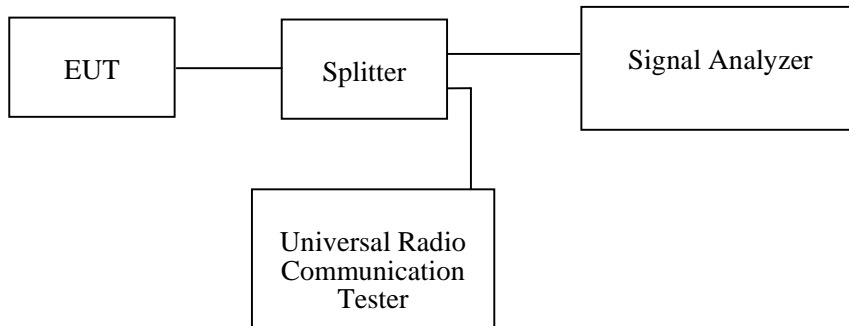 EUT
Splitter
Signal Analyzer
Universal Radio
Communication
Tester